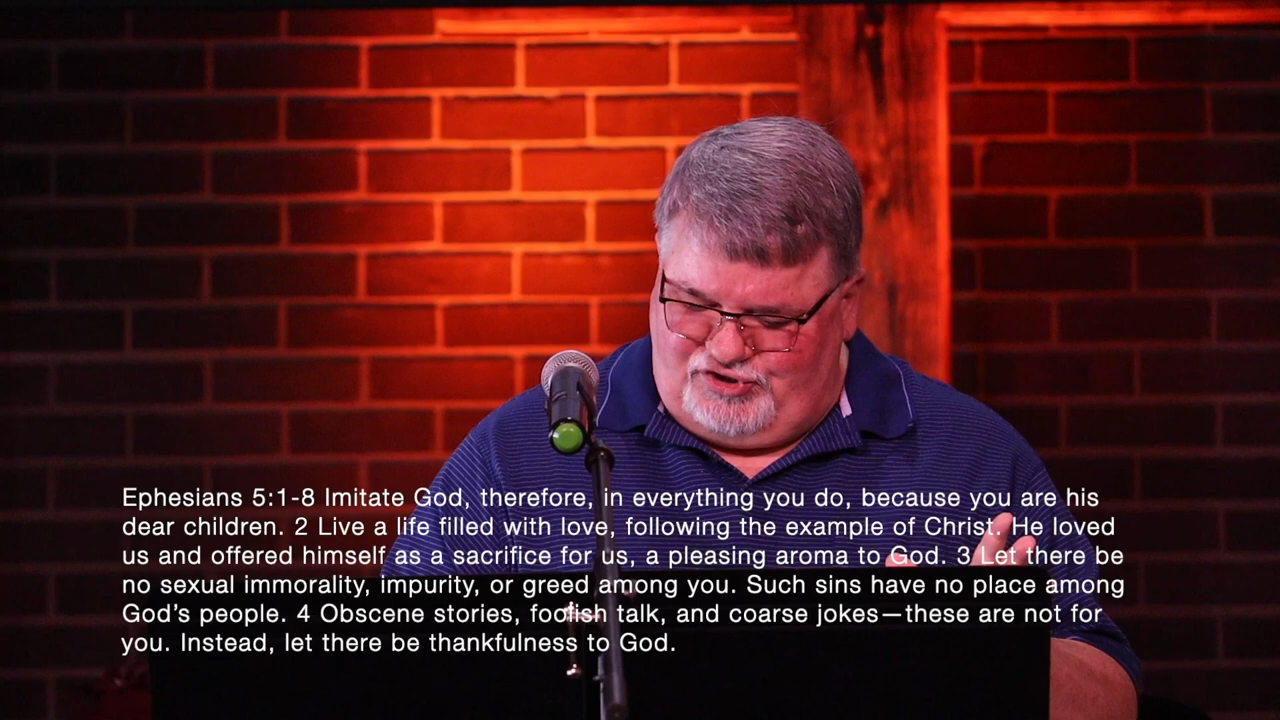 Ephesians 5:1-8 Imitate God, therefore, in everything you do, because you are his
dear children. 2 Live a life filled with love, following the example of Christ. He loved
us and offered himself as a sacrifice for us, a pleasing aroma to God. 3 Let there be
no sexual immorality, impurity, or greed among you. Such sins have no place among
God’s people. 4 Obscene stories, foolish talk, and coarse jokes—these are not for
you. Instead, let there be thankfulness to God.